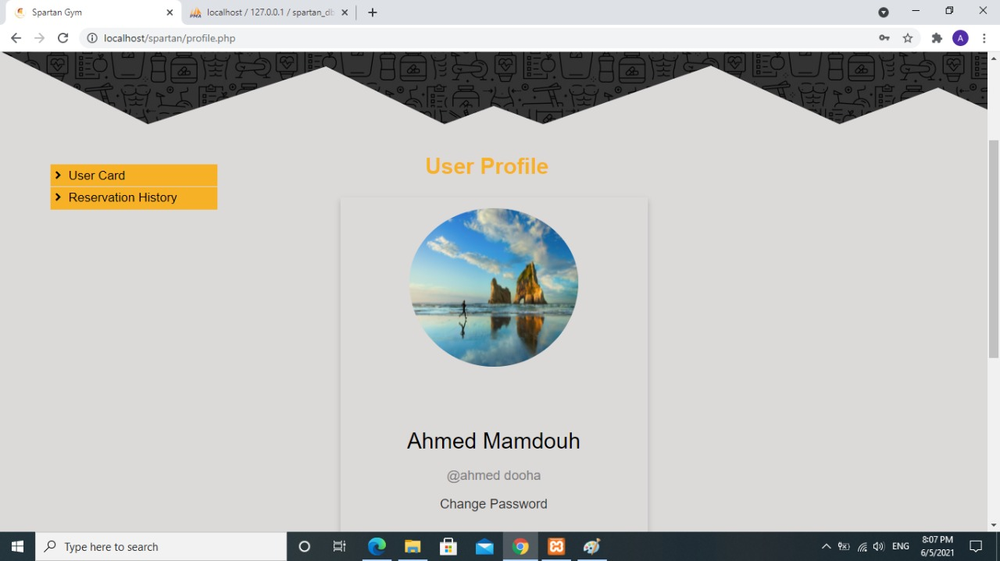 Spartan Gym
localhost / 127.0.0.1 / spartan_db
localhost/spartan/profile.php
A
User Profile
User Card
Reservation History
Ahmed Mamdouh
@ahmed dooha
Change Password
Type here to search
ENG
8:07 PM
6/5/2021